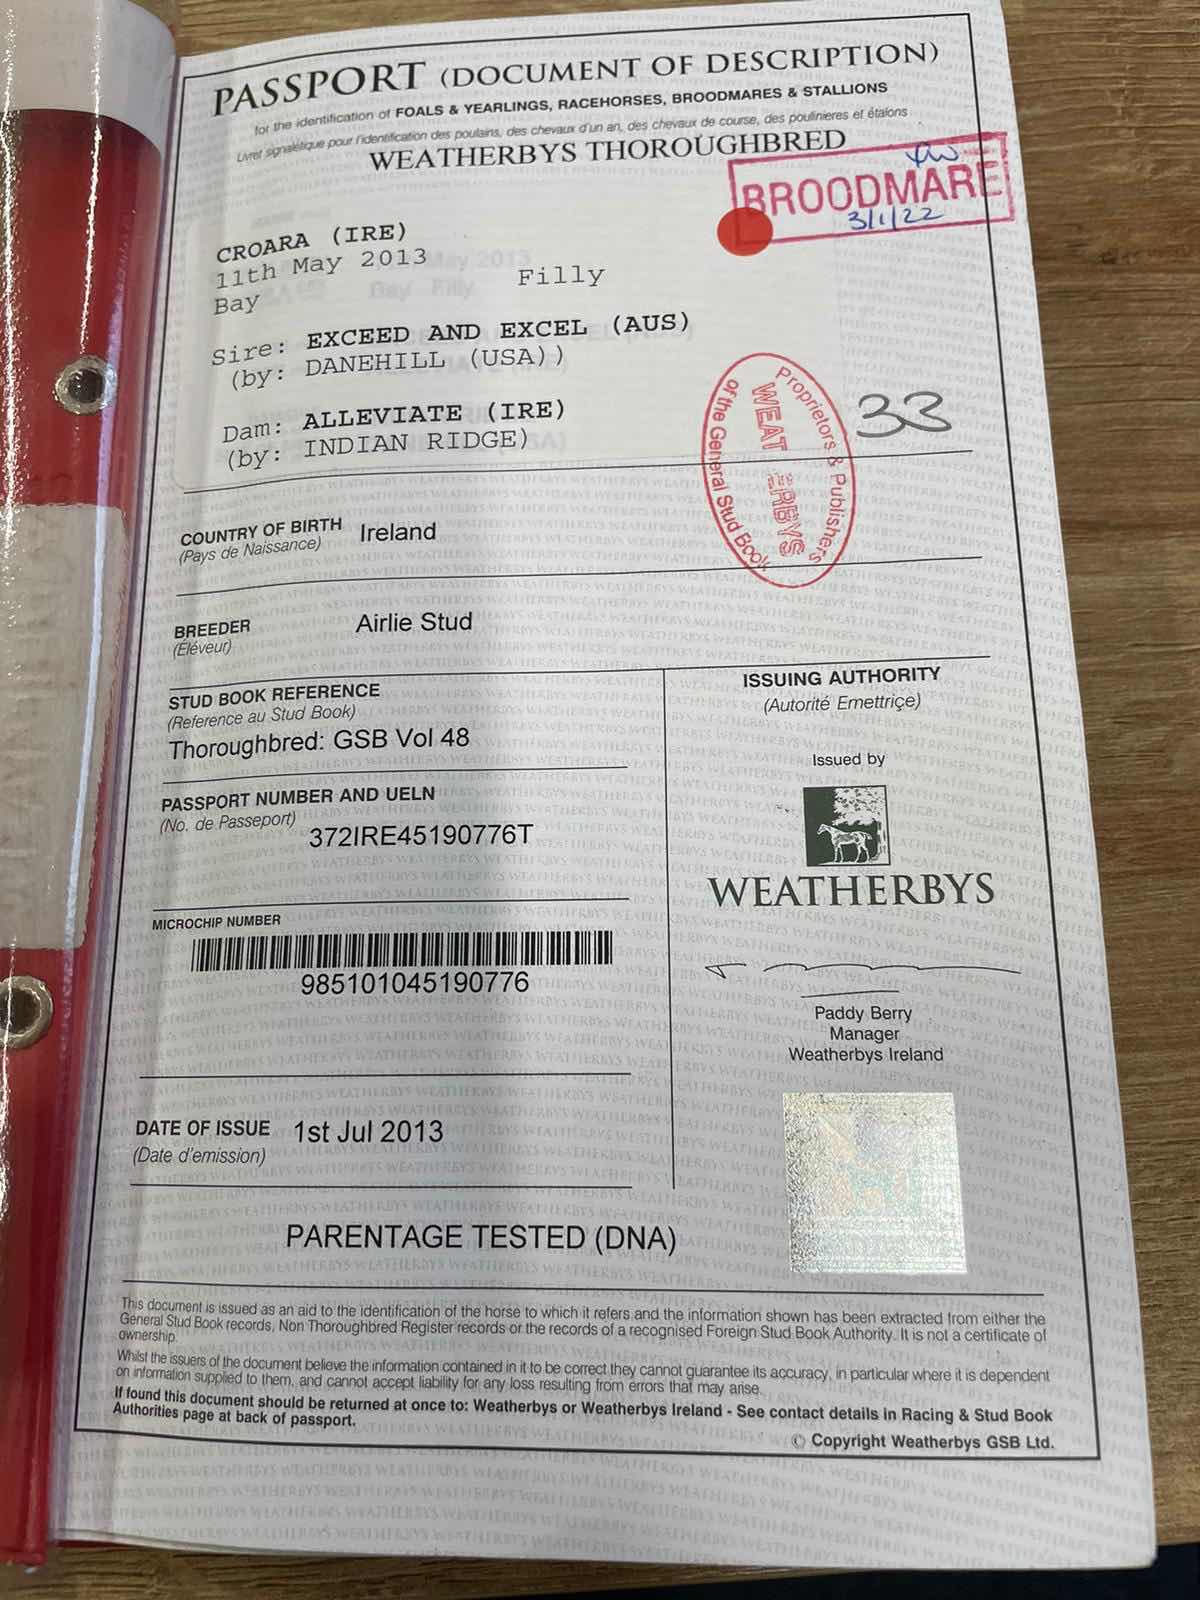 PASSPORT (DOCUMENT OF DESCRIPTION)
for the identification of FOALS & YEARLINGS, RACEHORSES, BROODMARES & STALLIONS
Livret signalétique pour l'identification des poulains, des chevaux d'un an, des chevaux de course, des poulinieres et étalons
WEATHERBYS THOROUGHBRED
BROODMARE
3/1/22
CROARA (IRE)
11th May 2013 Filly
Bay
Sire: EXCEED AND EXCEL (AUS)
(by: DANEHILL (USA))
Dam: ALLEVIATE (IRE)
(by: INDIAN RIDGE)
Proprietors & Publishers
WEATHERBYS
of the General Stud Book
33
COUNTRY OF BIRTH Ireland
(Pays de Naissance)
BREEDER Airlie Stud
(Éleveur)
STUD BOOK REFERENCE
(Reference au Stud Book)
Thoroughbred: GSB Vol 48
PASSPORT NUMBER AND UELN
(No. de Passeport)
372IRE45190776T
MICROCHIP NUMBER
985101045190776
DATE OF ISSUE 1st Jul 2013
(Date d'emission)
ISSUING AUTHORITY
(Autorité Emettriçe)
Issued by
WEATHERBYS
Paddy Berry
Manager
Weatherbys Ireland
PARENTAGE TESTED (DNA)
This document is issued as an aid to the identification of the horse to which it refers and the information shown has been extracted from either the
General Stud Book records, Non Thoroughbred Register records or the records of a recognised Foreign Stud Book Authority. It is not a certificate of
ownership.
Whilst the issuers of the document believe the information contained in it to be correct they cannot guarantee its accuracy, in particular where it is dependent
on information supplied to them, and cannot accept liability for any loss resulting from errors that may arise.
If found this document should be returned at once to: Weatherbys or Weatherbys Ireland - See contact details in Racing & Stud Book
Authorities page at back of passport.
© Copyright Weatherbys GSB Ltd.